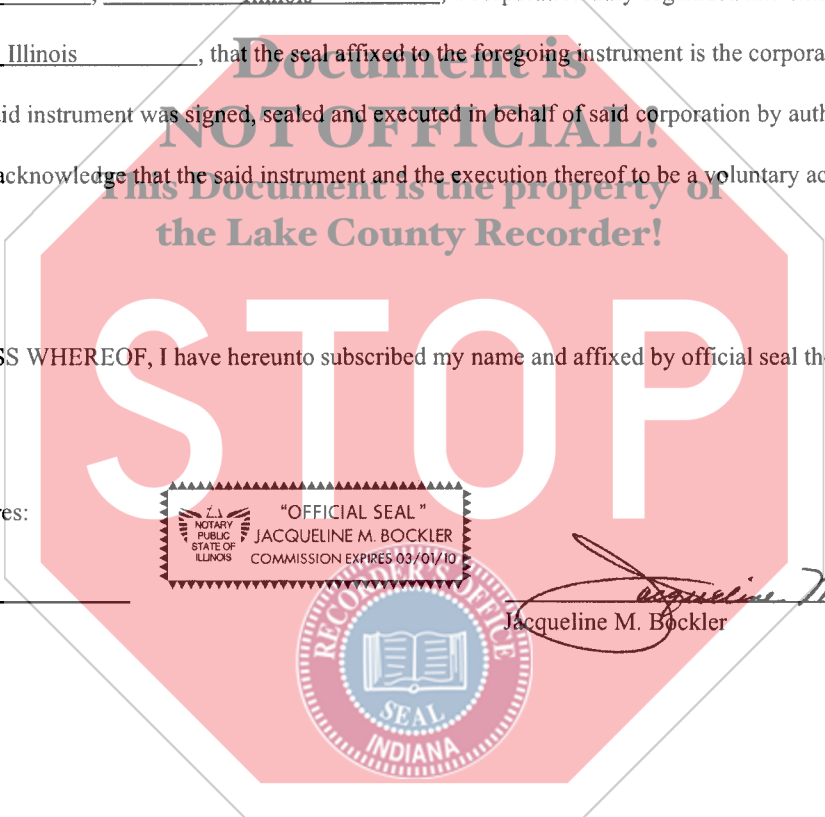 Illinois
Illinois , that the seal affixed to the foregoing instrument is the corpora
Document is
id instrument was signed, sealed and executed in behalf of said corporation by auth
NOT OFFICIAL!
acknowledge that the said instrument and the execution thereof to be a voluntary ac
This Document is the property of
the Lake County Recorder!
STOP
SS WHEREOF, I have hereunto subscribed my name and affixed by official seal th
es:
NOTARY
PUBLIC
STATE OF
ILLINOIS
"OFFICIAL SEAL"
JACQUELINE M. BOCKLER
COMMISSION EXPIRES 03/01/10
Jacqueline M
Jacqueline M. Bockler
RECORDER'S OFFICE
SEAL
INDIANA